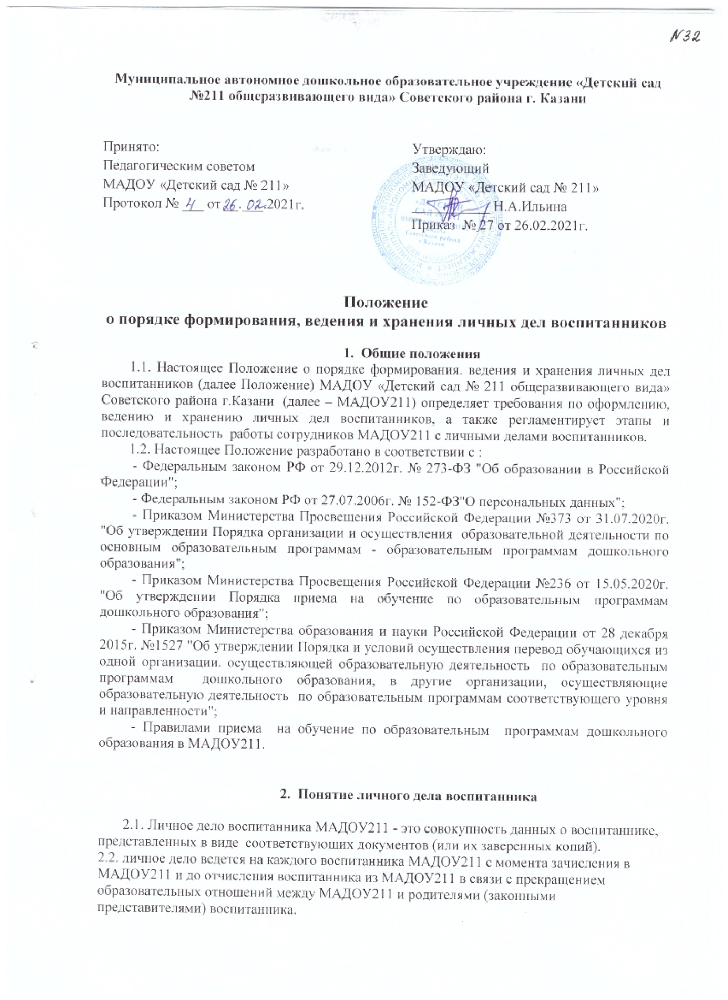 N32
Муниципальное автономное дошкольное образовательное учреждение «Детский сад
№211 общеразвивающего вида» Советского района г. Казани
Принято:
Педагогическим советом
МАДОУ «Детский сад № 211»
Протокол № 4 от 26.02.2021г.
Утверждаю:
Заведующий
МАДОУ «Детский сад № 211»
Н.А.Ильина
Приказ № 27 от 26.02.2021г.
Положение
о порядке формирования, ведения и хранения личных дел воспитанников
1. Общие положения
1.1. Настоящее Положение о порядке формирования. ведения и хранения личных дел
воспитанников (далее Положение) МАДОУ «Детский сад № 211 общеразвивающего вида»
Советского района г.Казани (далее – МАДОУ211) определяет требования по оформлению,
ведению и хранению личных дел воспитанников, а также регламентирует этапы и
последовательность работы сотрудников МАДОУ211 с личными делами воспитанников.
1.2. Настоящее Положение разработано в соответствии с :
- Федеральным законом РФ от 29.12.2012г. № 273-ФЗ "Об образовании в Российской
Федерации";
- Федеральным законом РФ от 27.07.2006г. № 152-ФЗ"О персональных данных";
- Приказом Министерства Просвещения Российской Федерации №373 от 31.07.2020г.
"Об утверждении Порядка организации и осуществления образовательной деятельности по
основным образовательным программам - образовательным программам дошкольного
образования";
- Приказом Министерства Просвещения Российской Федерации №236 от 15.05.2020г.
"Об утверждении Порядка приема на обучение по образовательным программам
дошкольного образования";
- Приказом Министерства образования и науки Российской Федерации от 28 декабря
2015г. №1527 "Об утверждении Порядка и условий осуществления перевод обучающихся из
одной организации. осуществляющей образовательную деятельность по образовательным
программам дошкольного образования, в другие организации, осуществляющие
образовательную деятельность по образовательным программам соответствующего уровня
и направленности";
- Правилами приема на обучение по образовательным программам дошкольного
образования в МАДОУ211.
2. Понятие личного дела воспитанника
2.1. Личное дело воспитанника МАДОУ211 - это совокупность данных о воспитаннике,
представленных в виде соответствующих документов (или их заверенных копий).
2.2. личное дело ведется на каждого воспитанника МАДОУ211 с момента зачисления в
МАДОУ211 и до отчисления воспитанника из МАДОУ211 в связи с прекращением
образовательных отношений между МАДОУ211 и родителями (законными
представителями) воспитанника.